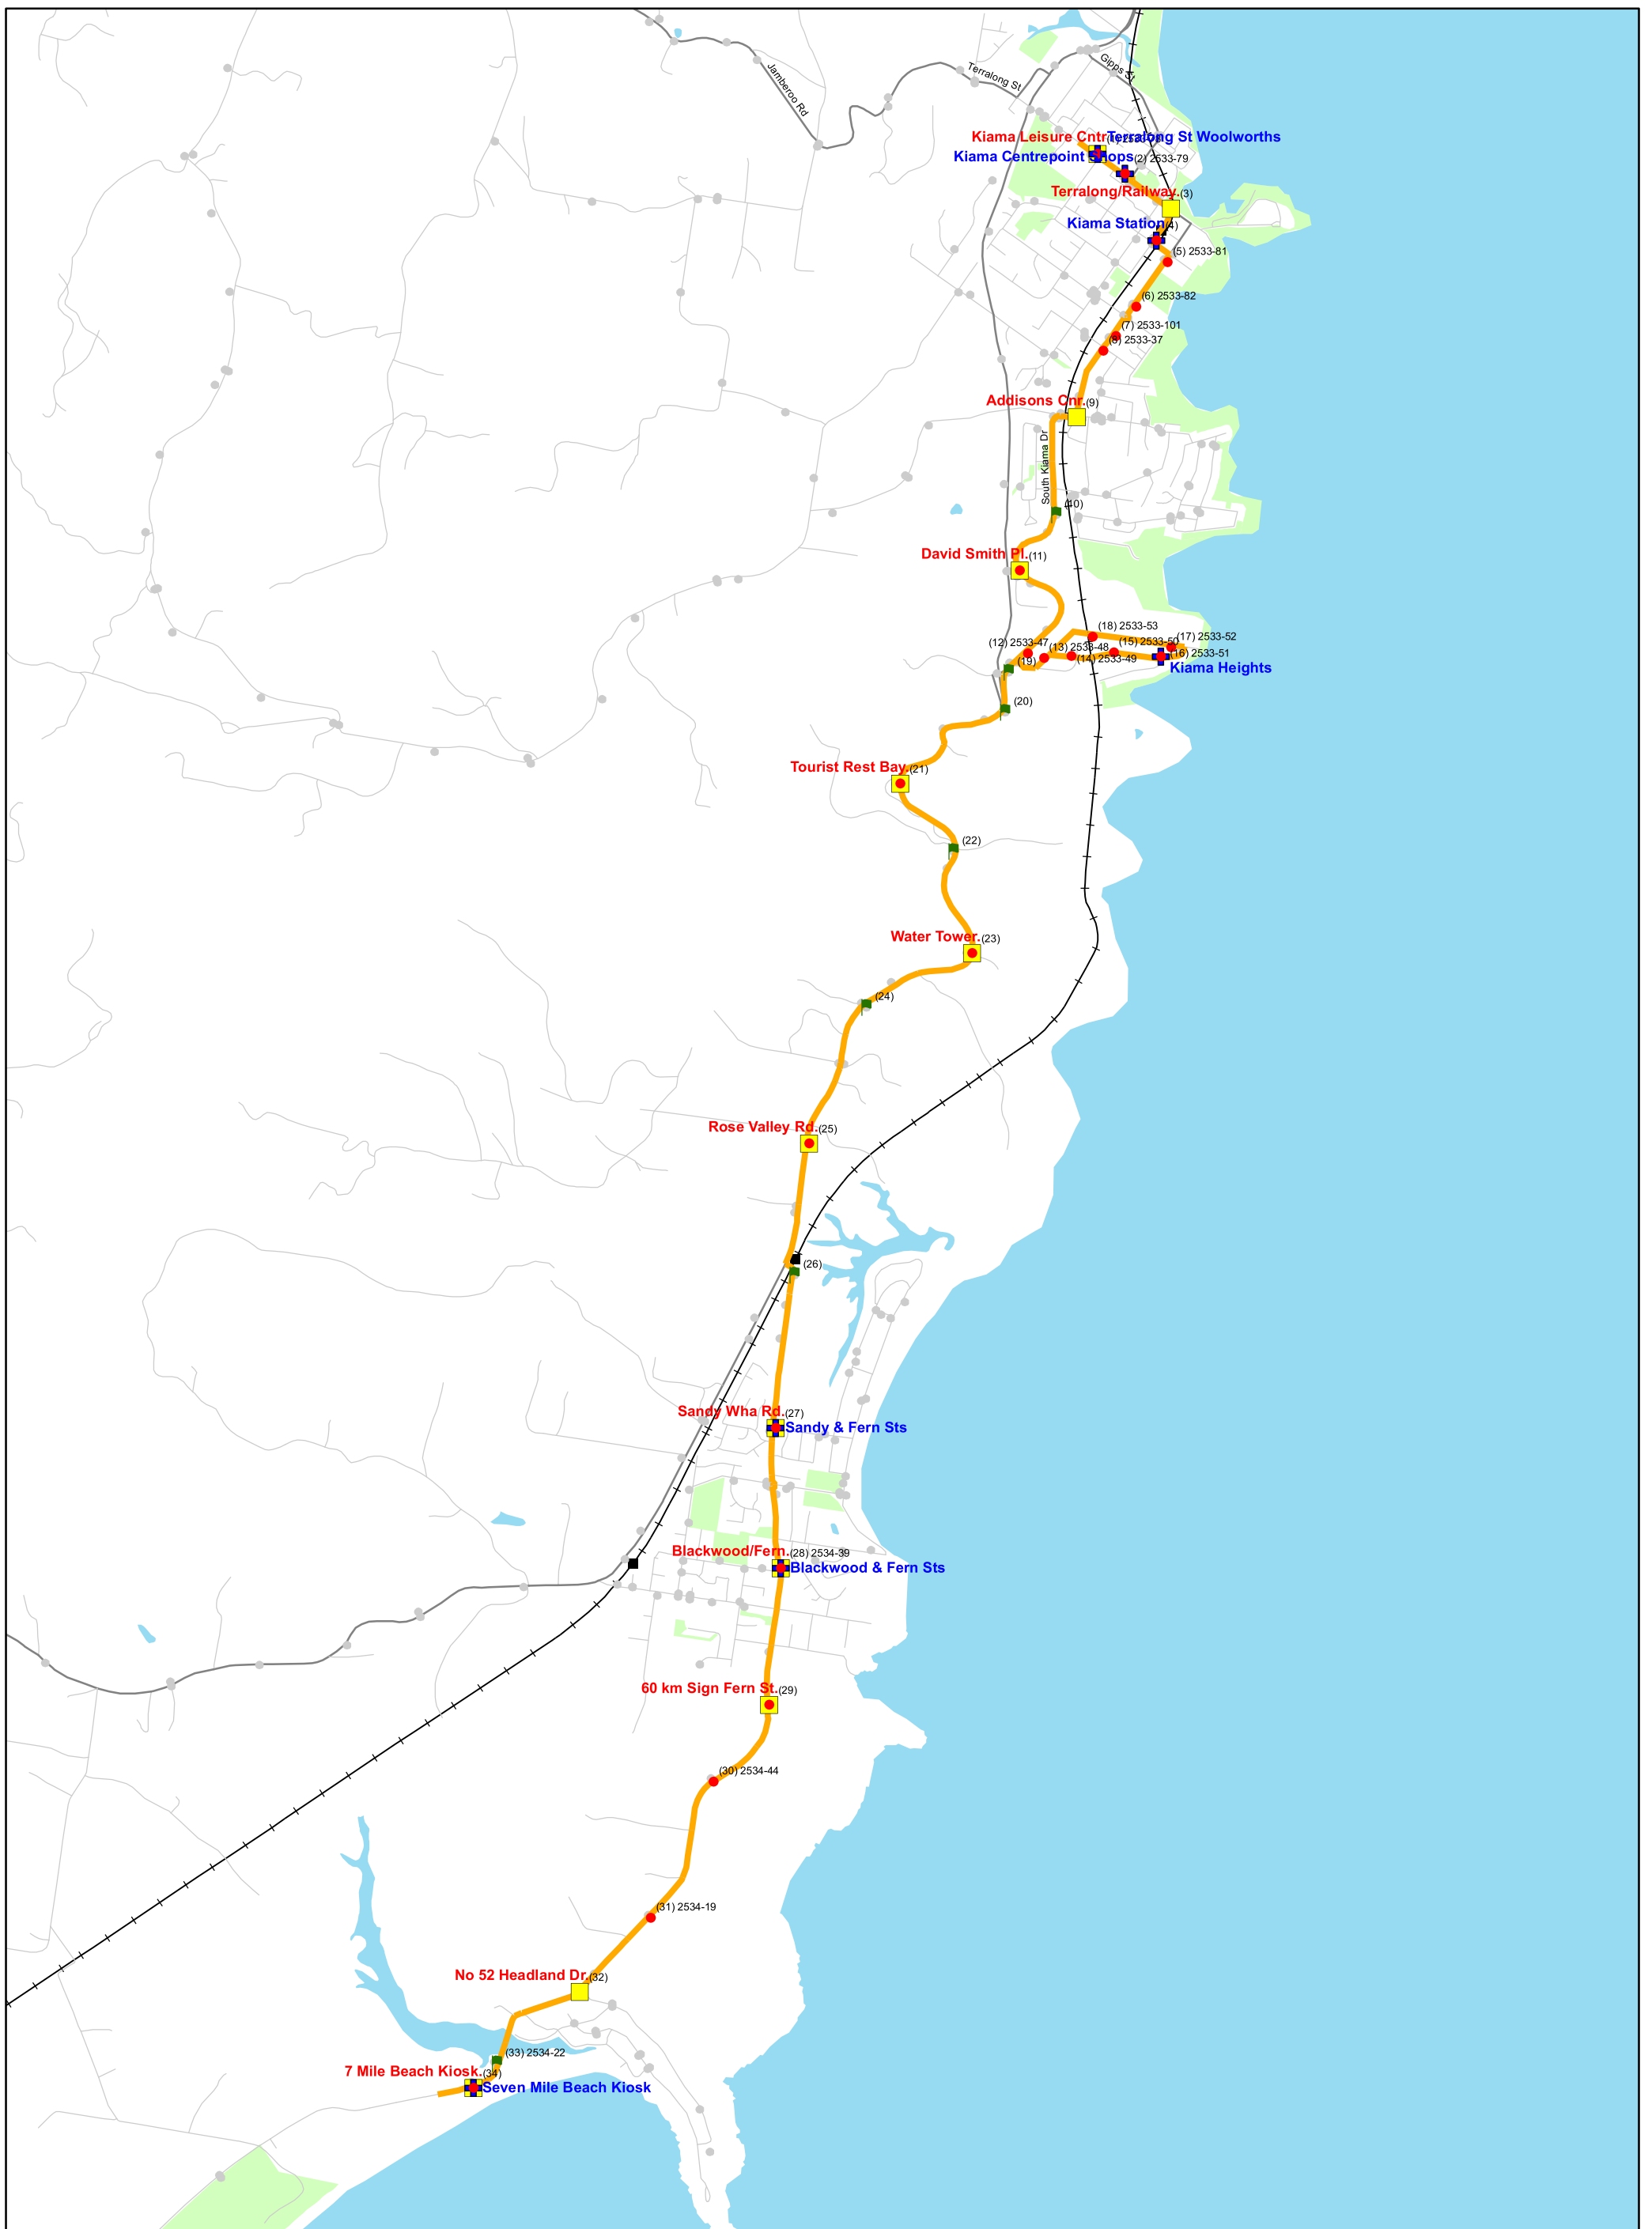 Jamberoo Rd
Terralong St
Gipps St
Kiama Leisure Cntr
Terralong St Woolworths
Kiama Centrepoint Shops
(2) 2533-79
Terralong/Railway.(3)
Kiama Station
(4)
(5) 2533-81
(6) 2533-82
(7) 2533-101
(8) 2533-37
Addisons Cnr.(9)
South Kiama Dr
(10)
David Smith Pl.(11)
(18) 2533-53
(17) 2533-52
(12) 2533-47
(13) 2533-48
(15) 2533-50
(16) 2533-51
(14) 2533-49
(19)
Kiama Heights
(20)
Tourist Rest Bay.(21)
(22)
Water Tower.(23)
(24)
Rose Valley Rd.(25)
(26)
Sandy Wha Rd.(27)
Sandy & Fern Sts
Blackwood/Fern.(28) 2534-39
Blackwood & Fern Sts
60 km Sign Fern St.(29)
(30) 2534-44
(31) 2534-19
No 52 Headland Dr.(32)
(33) 2534-22
7 Mile Beach Kiosk.(34)
Seven Mile Beach Kiosk